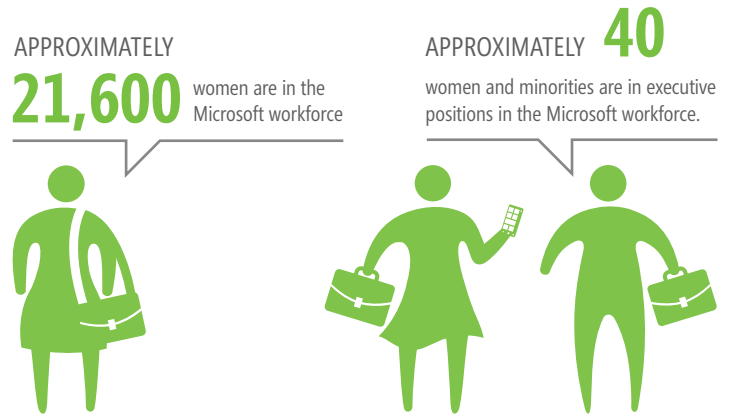 APPROXIMATELY
21,600
women are in the
Microsoft workforce
APPROXIMATELY 40
women and minorities are in executive
positions in the Microsoft workforce.